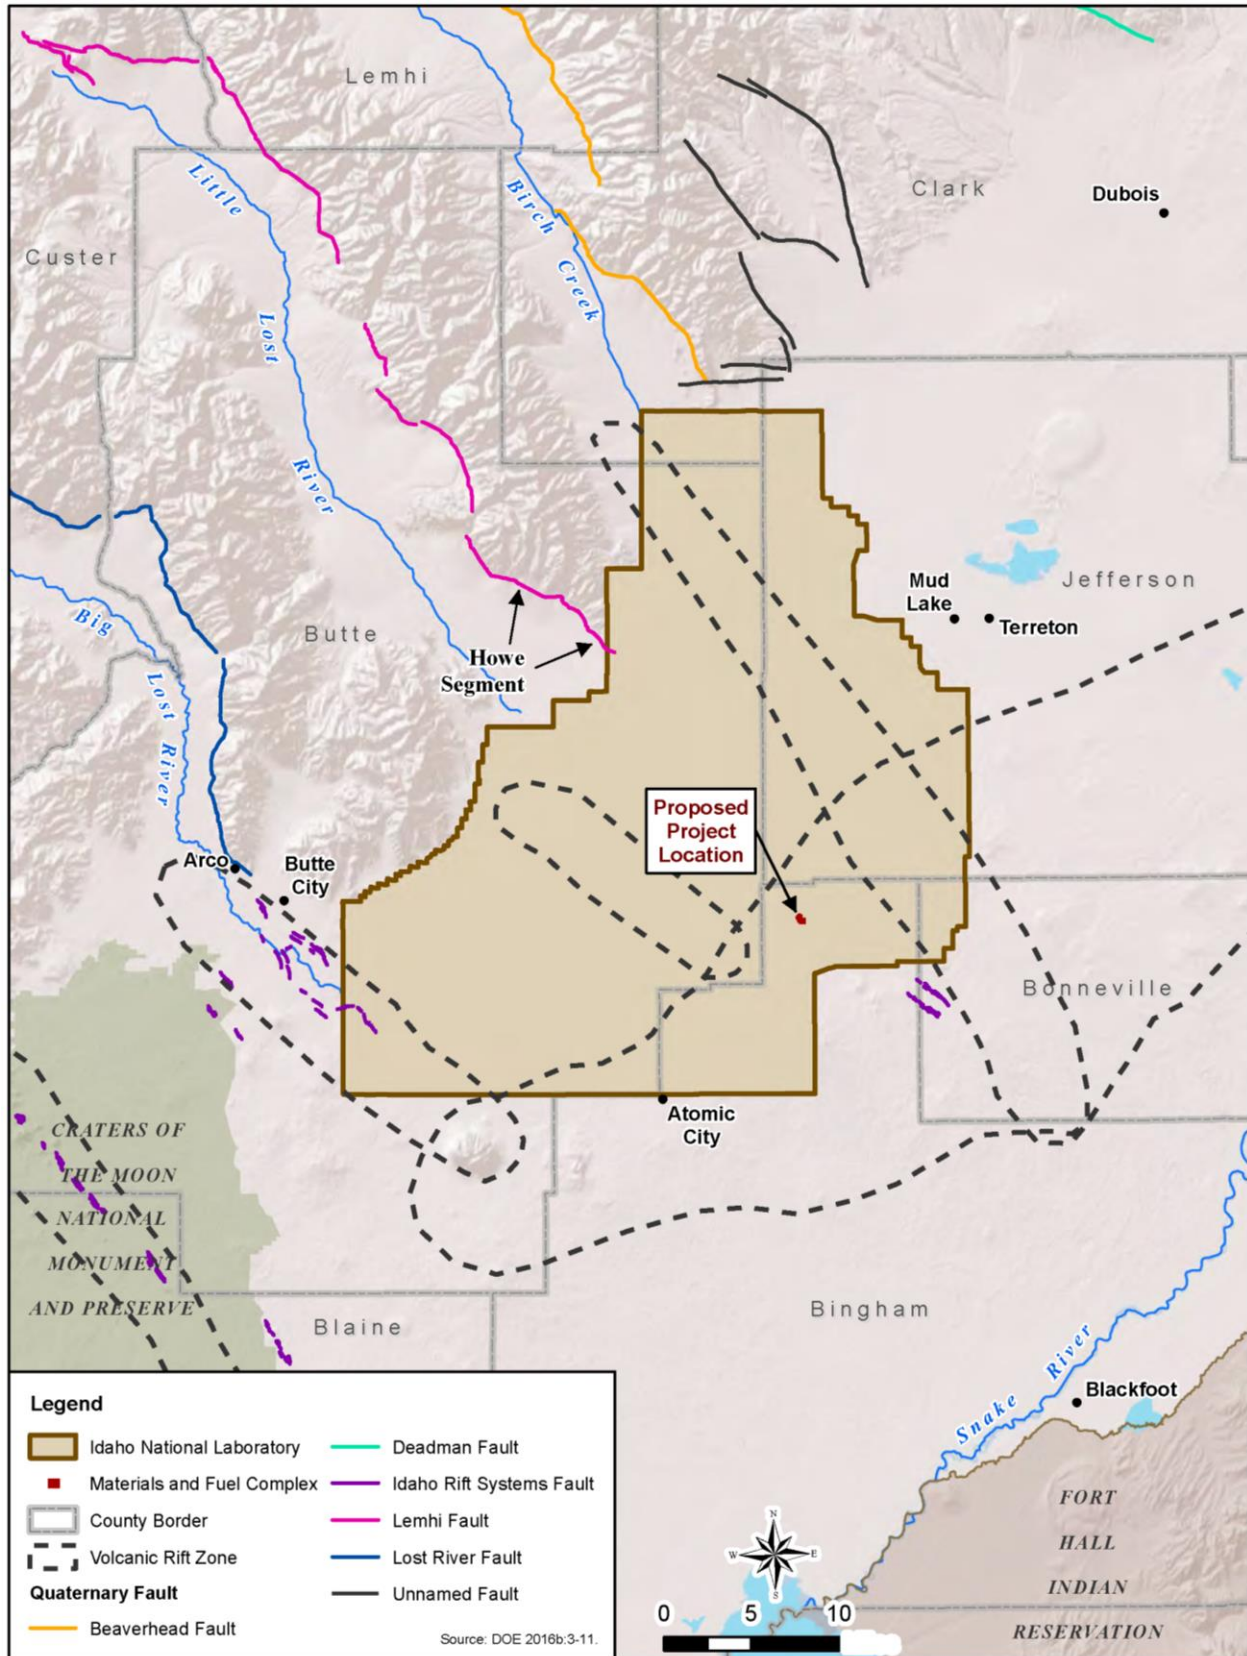 Lemhi
Clark
Dubois
Little
Lost
River
Birch
Creek
Custer
Mud
Lake
Terreton
Jefferson
Butte
Howe
Segment
Big
Lost
River
Proposed
Project
Location
Arco
Butte
City
Bonneville
Atomic
City
CRATERS OF
THE MOON
NATIONAL
MONUMENT
AND PRESERVE
Blaine
Bingham
Snake River
Blackfoot
FORT
HALL
INDIAN
RESERVATION
N
W E
S
0 5 10
Legend
Idaho National Laboratory
Materials and Fuel Complex
County Border
Volcanic Rift Zone
Quaternary Fault
Beaverhead Fault
Deadman Fault
Idaho Rift Systems Fault
Lemhi Fault
Lost River Fault
Unnamed Fault
Source: DOE 2016b:3-11.